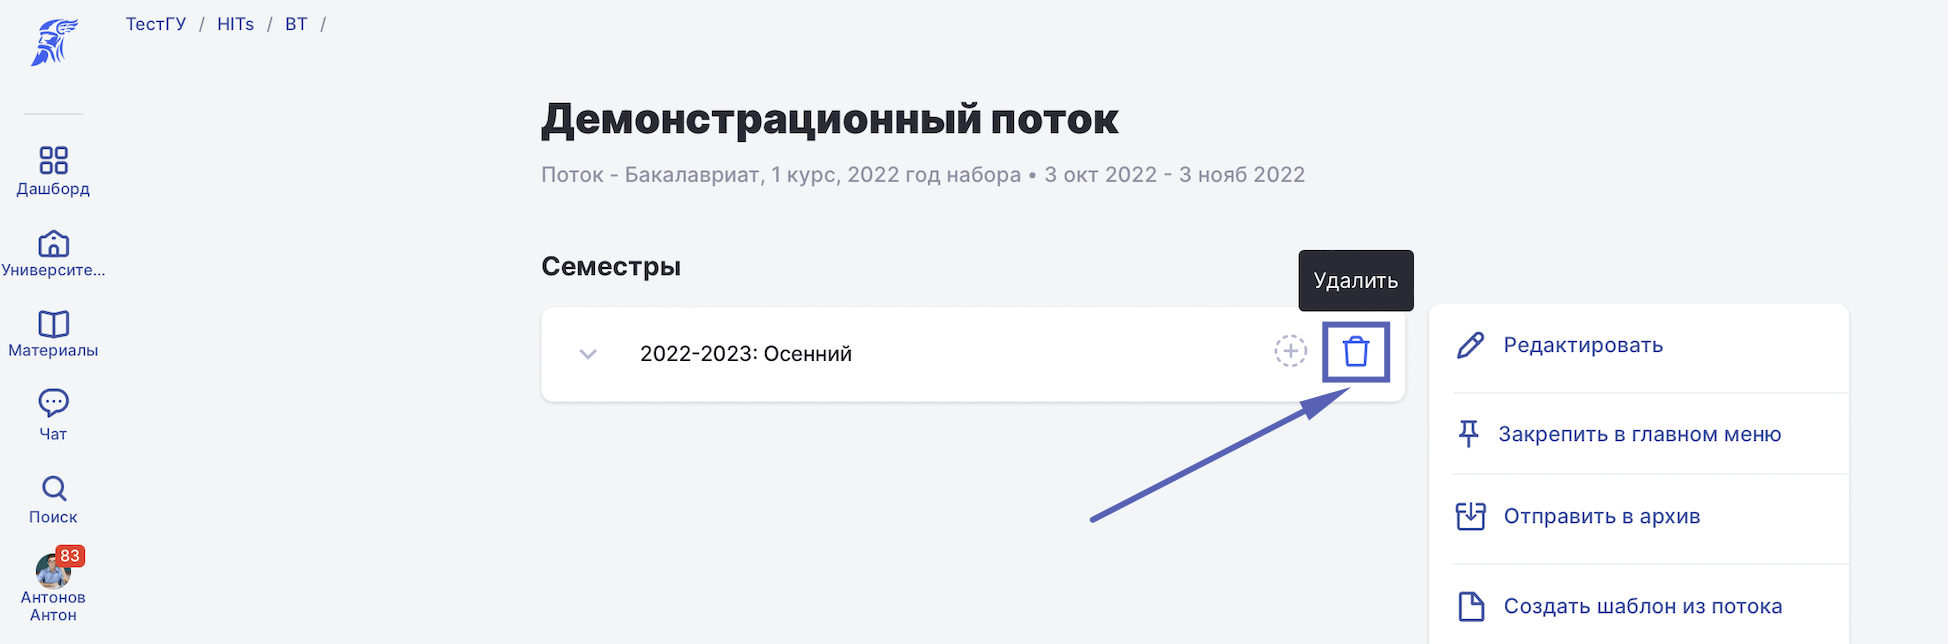 ТестГУ / HITs / BT /
Демонстрационный поток
Поток - Бакалавриат, 1 курс, 2022 год набора • 3 окт 2022 - 3 нояб 2022
Дашборд
Университе...
Материалы
Чат
Поиск
83
Антонов
Антон
Семестры
Удалить
2022-2023: Осенний
Редактировать
Закрепить в главном меню
Отправить в архив
Создать шаблон из потока